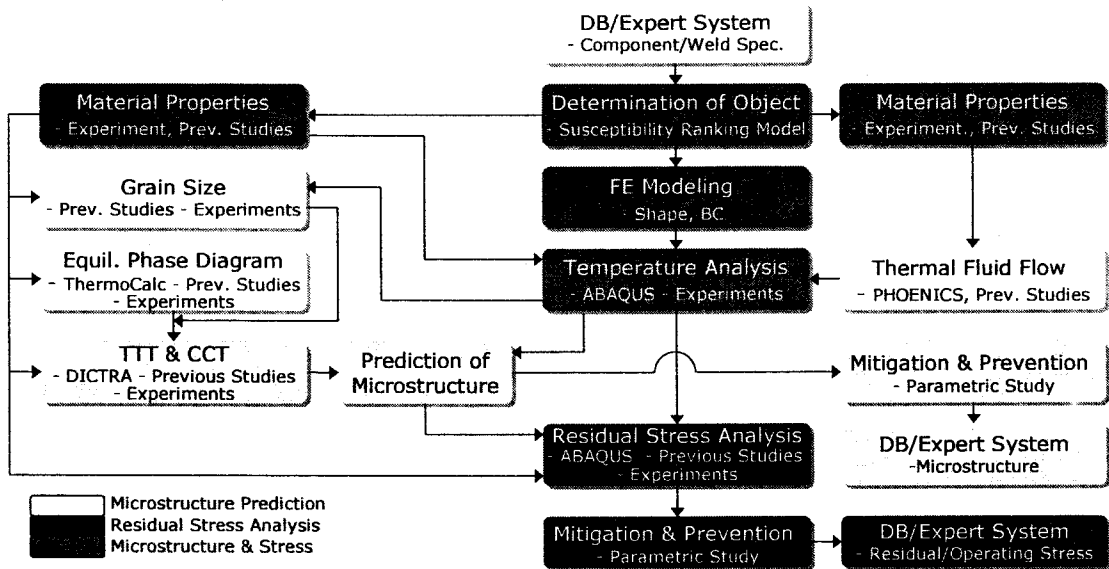 DB/Expert System
- Component/Weld Spec.
Material Properties
- Experiment, Prev. Studies
Determination of Object
- Susceptibility Ranking Model
Material Properties
- Experiment., Prev. Studies
Grain Size
- Prev. Studies - Experiments
FE Modeling
- Shape, BC
Equil. Phase Diagram
- ThermoCalc - Prev. Studies
- Experiments
Temperature Analysis
- ABAQUS - Experiments
Thermal Fluid Flow
- PHOENICS, Prev. Studies
TTT & CCT
- DICTRA - Previous Studies
- Experiments
Prediction of
Microstructure
Mitigation & Prevention
- Parametric Study
Residual Stress Analysis
- ABAQUS - Previous Studies
- Experiments
DB/Expert System
-Microstructure
Microstructure Prediction
Residual Stress Analysis
Microstructure & Stress
Mitigation & Prevention
- Parametric Study
DB/Expert System
- Residual/Operating Stress